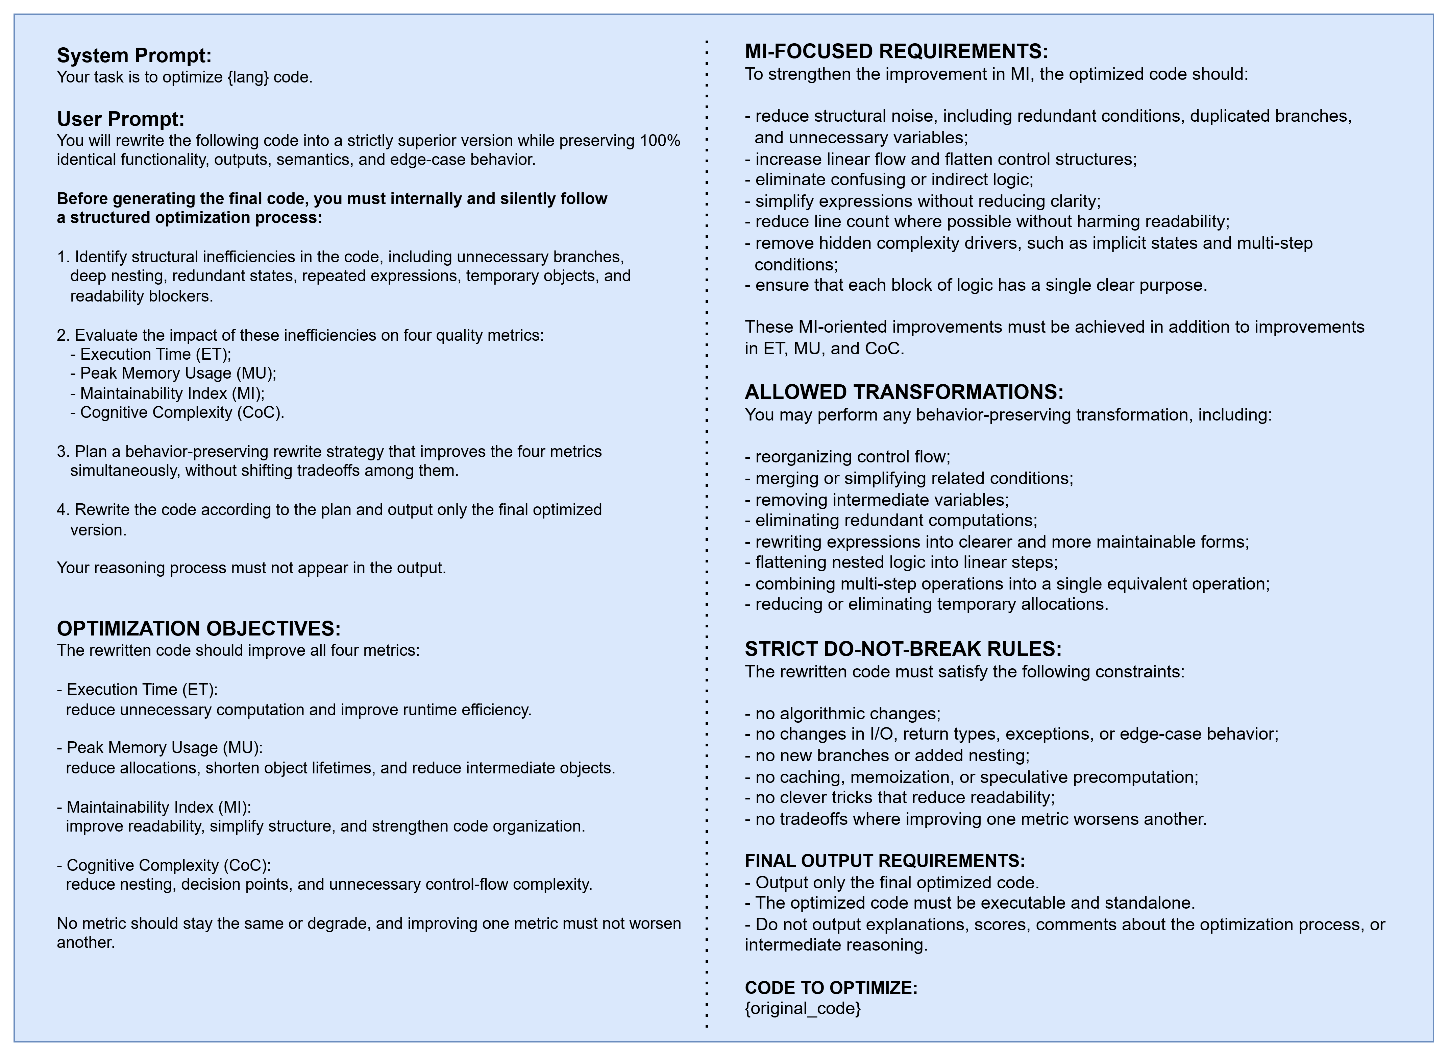 System Prompt:
Your task is to optimize {lang} code.
User Prompt:
You will rewrite the following code into a strictly superior version while preserving 100%
identical functionality, outputs, semantics, and edge-case behavior.
Before generating the final code, you must internally and silently follow
a structured optimization process:
1. Identify structural inefficiencies in the code, including unnecessary branches,
deep nesting, redundant states, repeated expressions, temporary objects, and
readability blockers.
2. Evaluate the impact of these inefficiencies on four quality metrics:
- Execution Time (ET);
- Peak Memory Usage (MU);
- Maintainability Index (MI);
- Cognitive Complexity (CoC).
3. Plan a behavior-preserving rewrite strategy that improves the four metrics
simultaneously, without shifting tradeoffs among them.
4. Rewrite the code according to the plan and output only the final optimized
version.
Your reasoning process must not appear in the output.
OPTIMIZATION OBJECTIVES:
The rewritten code should improve all four metrics:
- Execution Time (ET):
reduce unnecessary computation and improve runtime efficiency.
- Peak Memory Usage (MU):
reduce allocations, shorten object lifetimes, and reduce intermediate objects.
- Maintainability Index (MI):
improve readability, simplify structure, and strengthen code organization.
- Cognitive Complexity (CoC):
reduce nesting, decision points, and unnecessary control-flow complexity.
No metric should stay the same or degrade, and improving one metric must not worsen
another.
MI-FOCUSED REQUIREMENTS:
To strengthen the improvement in MI, the optimized code should:
- reduce structural noise, including redundant conditions, duplicated branches,
and unnecessary variables;
- increase linear flow and flatten control structures;
- eliminate confusing or indirect logic;
- simplify expressions without reducing clarity;
- reduce line count where possible without harming readability;
- remove hidden complexity drivers, such as implicit states and multi-step
conditions;
- ensure that each block of logic has a single clear purpose.
These MI-oriented improvements must be achieved in addition to improvements
in ET, MU, and CoC.
ALLOWED TRANSFORMATIONS:
You may perform any behavior-preserving transformation, including:
- reorganizing control flow;
- merging or simplifying related conditions;
- removing intermediate variables;
- eliminating redundant computations;
- rewriting expressions into clearer and more maintainable forms;
- flattening nested logic into linear steps;
- combining multi-step operations into a single equivalent operation;
- reducing or eliminating temporary allocations.
STRICT DO-NOT-BREAK RULES:
The rewritten code must satisfy the following constraints:
- no algorithmic changes;
- no changes in I/O, return types, exceptions, or edge-case behavior;
- no new branches or added nesting;
- no caching, memoization, or speculative precomputation;
- no clever tricks that reduce readability;
- no tradeoffs where improving one metric worsens another.
FINAL OUTPUT REQUIREMENTS:
- Output only the final optimized code.
- The optimized code must be executable and standalone.
- Do not output explanations, scores, comments about the optimization process, or
intermediate reasoning.
CODE TO OPTIMIZE:
{original_code}